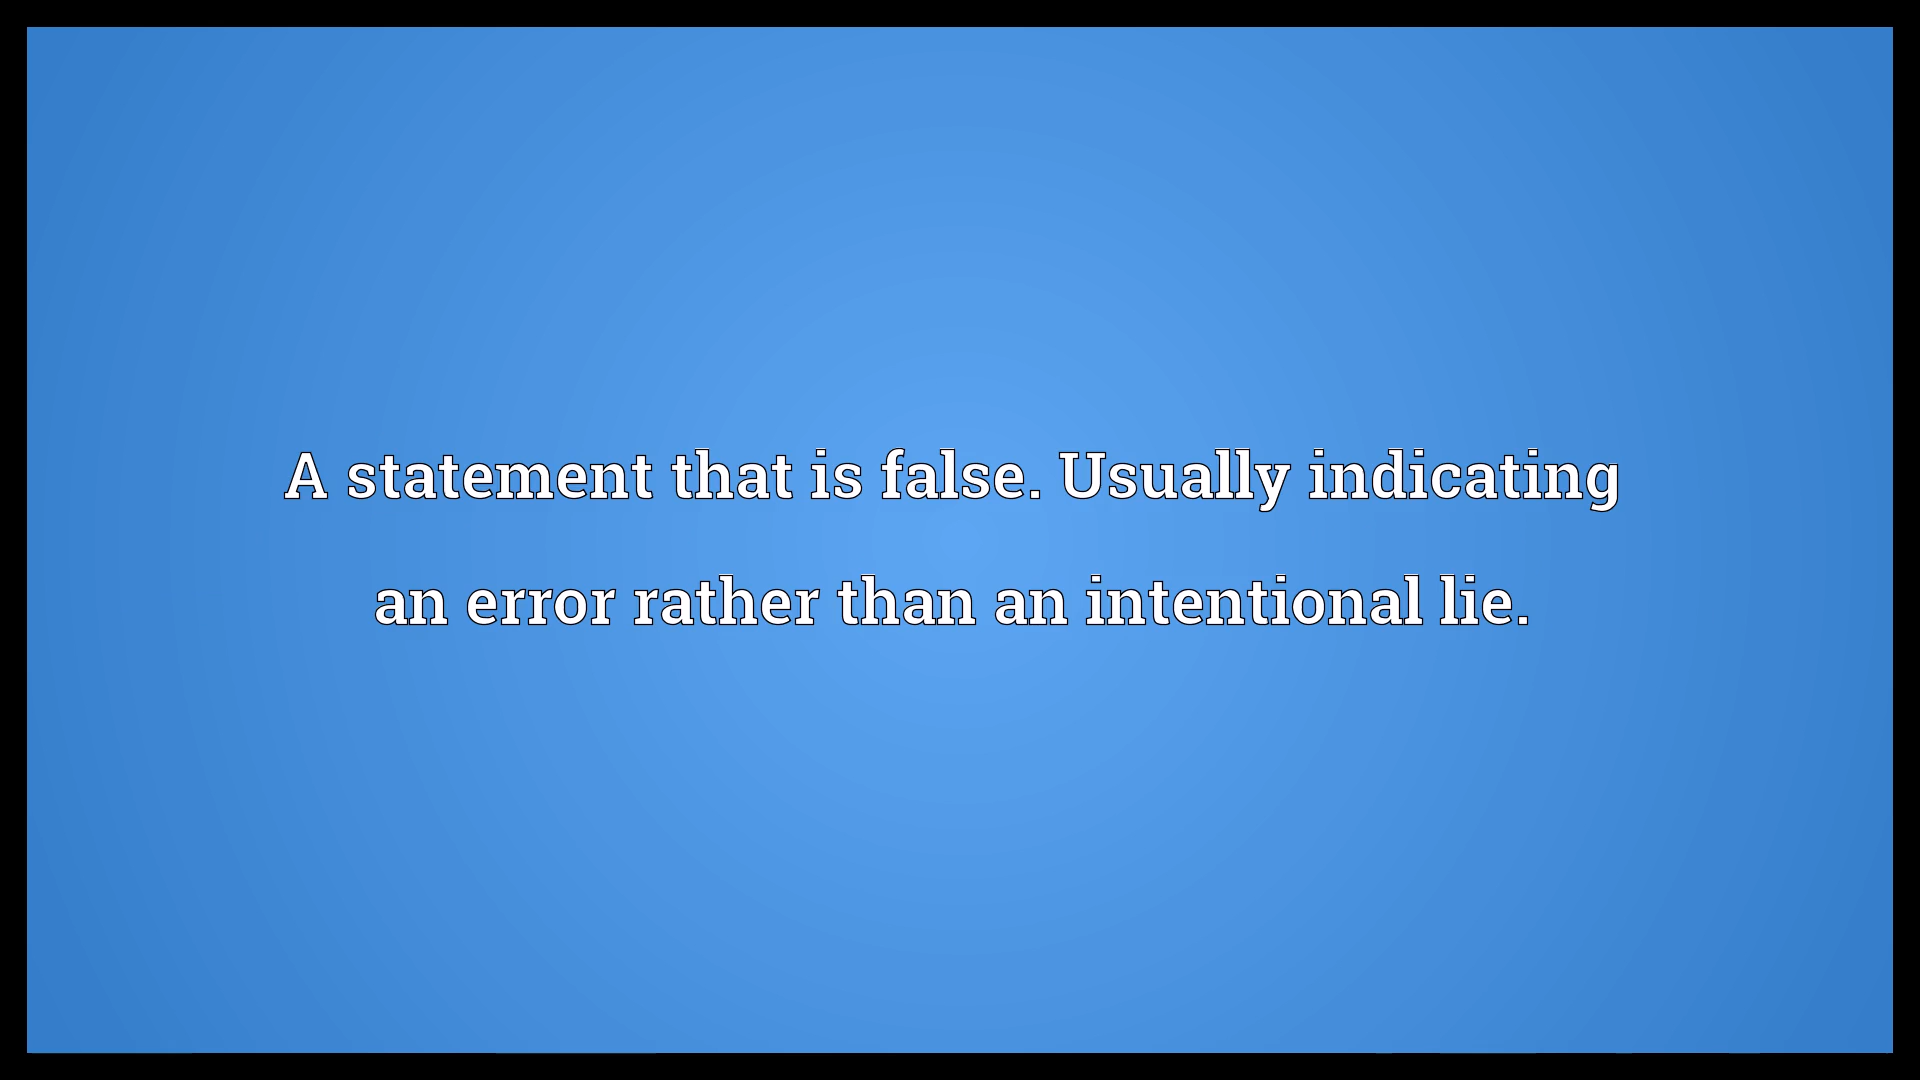 A statement that is false. Usually indicating
an error rather than an intentional lie.